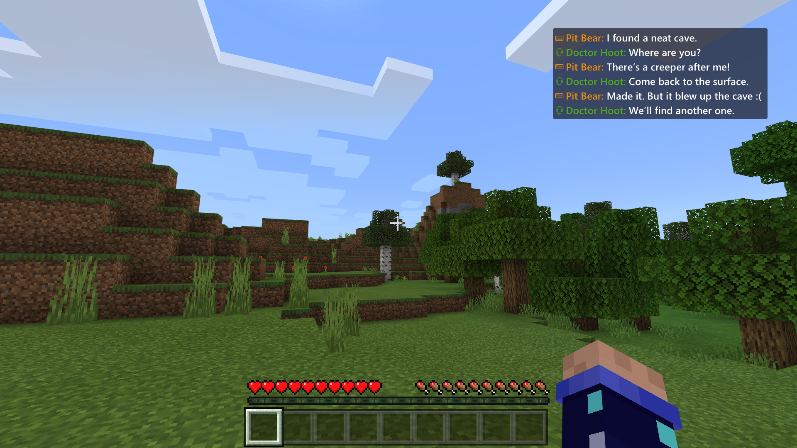 Pit Bear: I found a neat cave.
Doctor Hoot: Where are you?
Pit Bear: There's a creeper after me!
Doctor Hoot: Come back to the surface.
Pit Bear: Made it. But it blew up the cave :(
Doctor Hoot: We'll find another one.